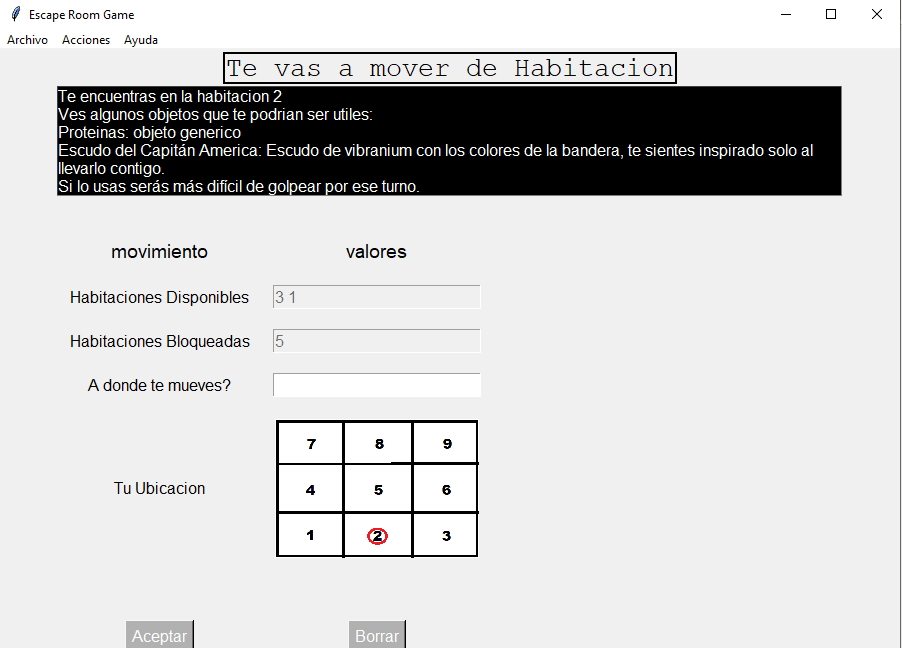 Escape Room Game
Archivo Acciones Ayuda
Te vas a mover de Habitacion
Te encuentras en la habitacion 2
Ves algunos objetos que te podrian ser utiles:
Proteinas: objeto generico
Escudo del Capitán America: Escudo de vibranium con los colores de la bandera, te sientes inspirado solo al
llevarlo contigo.
Si lo usas serás más difícil de golpear por ese turno.
movimiento valores
Habitaciones Disponibles 3 1
Habitaciones Bloqueadas 5
A donde te mueves?
7 8 9
Tu Ubicacion 4 5 6
1 2 3
Aceptar Borrar